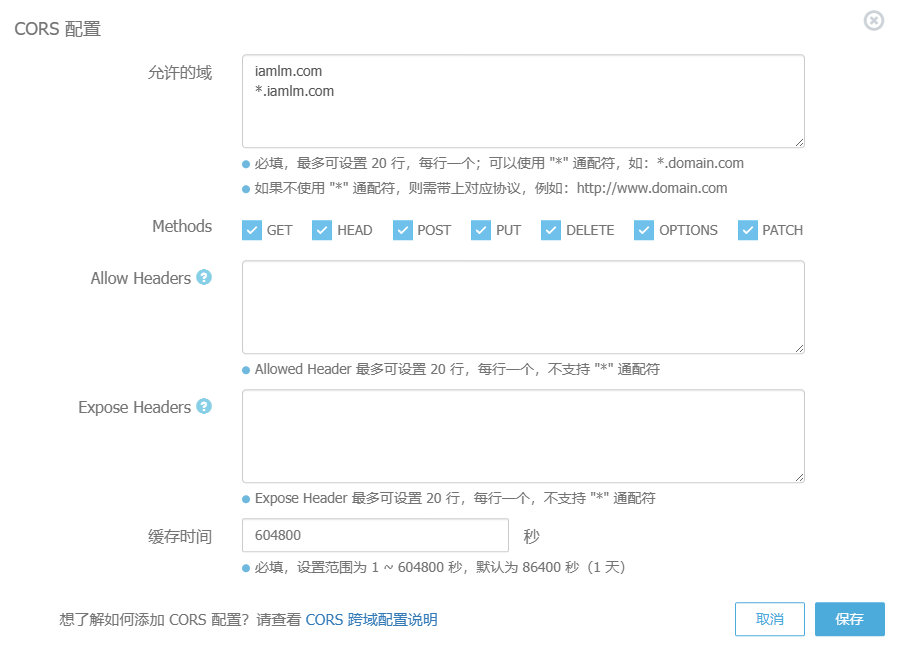 CORS 配置
允许的域
iamlm.com
*.iamlm.com
必填，最多可设置 20 行，每行一个；可以使用 "*" 通配符，如：*.domain.com
如果不使用 "*" 通配符，则需带上对应协议，例如：http://www.domain.com
Methods GET HEAD POST PUT DELETE OPTIONS PATCH
Allow Headers ?
Allowed Header 最多可设置 20 行，每行一个，不支持 "*" 通配符
Expose Headers ?
Expose Header 最多可设置 20 行，每行一个，不支持 "*" 通配符
缓存时间 604800 秒
必填，设置范围为 1 ~ 604800 秒，默认为 86400 秒（1 天）
想了解如何添加 CORS 配置？请查看 CORS 跨域配置说明 取消 保存